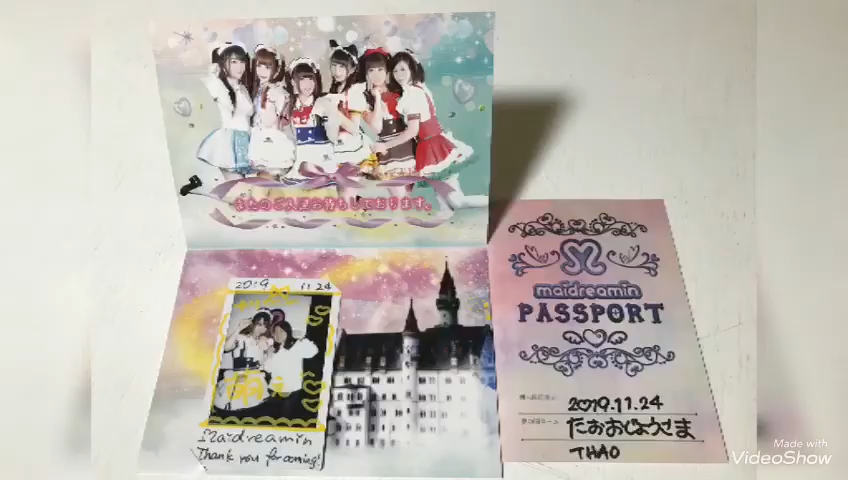 またのご入国お待ちしております。
2019 11.24
萌え
Maidreamin
Thank you for coming!
maidreamin
PASSPORT
2019.11.24
たおおじょうさま
THAO
Made with
VideoShow